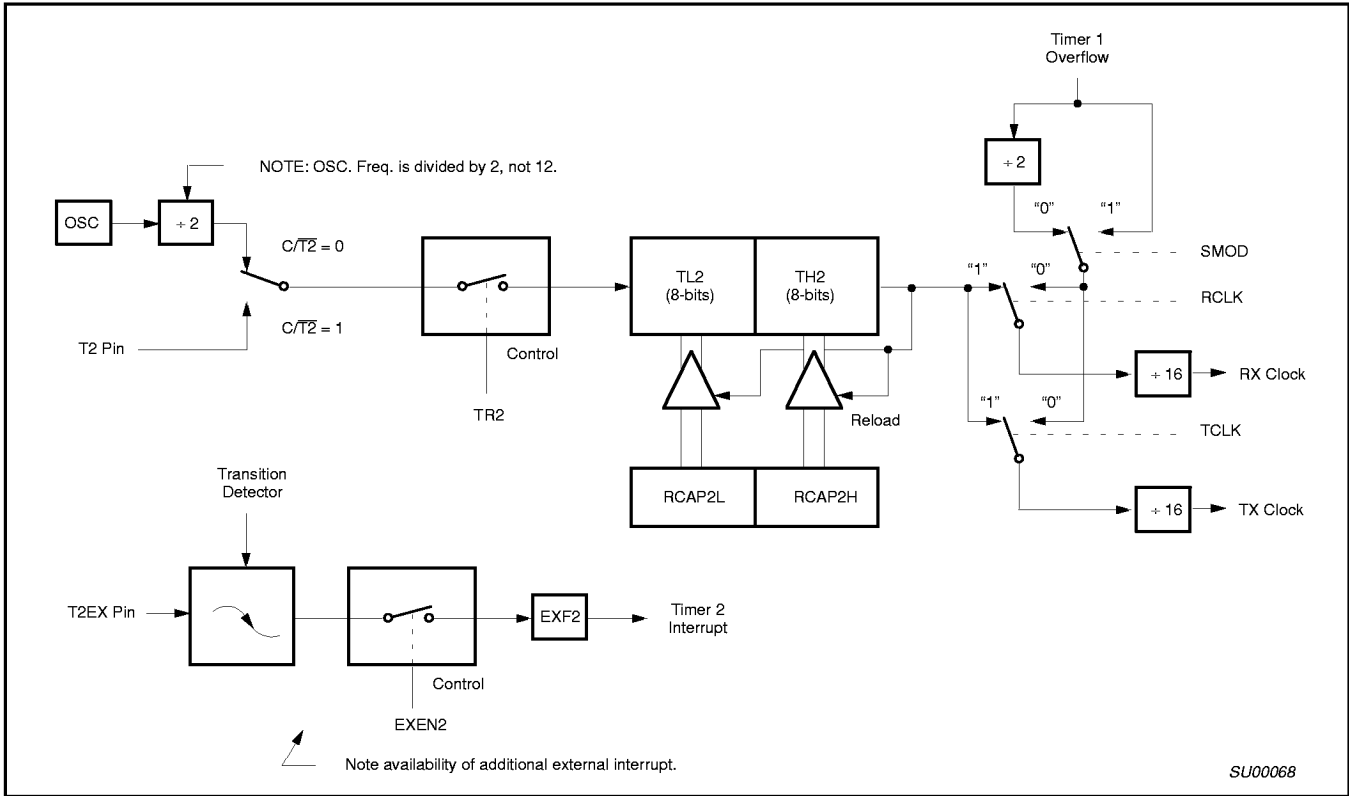 Timer 1
Overflow
NOTE: OSC. Freq. is divided by 2, not 12.
÷ 2
OSC
÷ 2
"0"
"1"
C/T2 = 0
SMOD
TL2
(8-bits)
TH2
(8-bits)
"1"
"0"
RCLK
C/T2 = 1
T2 Pin
Control
÷ 16
RX Clock
TR2
Reload
"1"
"0"
TCLK
Transition
Detector
RCAP2L
RCAP2H
÷ 16
TX Clock
T2EX Pin
EXF2
Timer 2
Interrupt
Control
EXEN2
Note availability of additional external interrupt.
SU00068